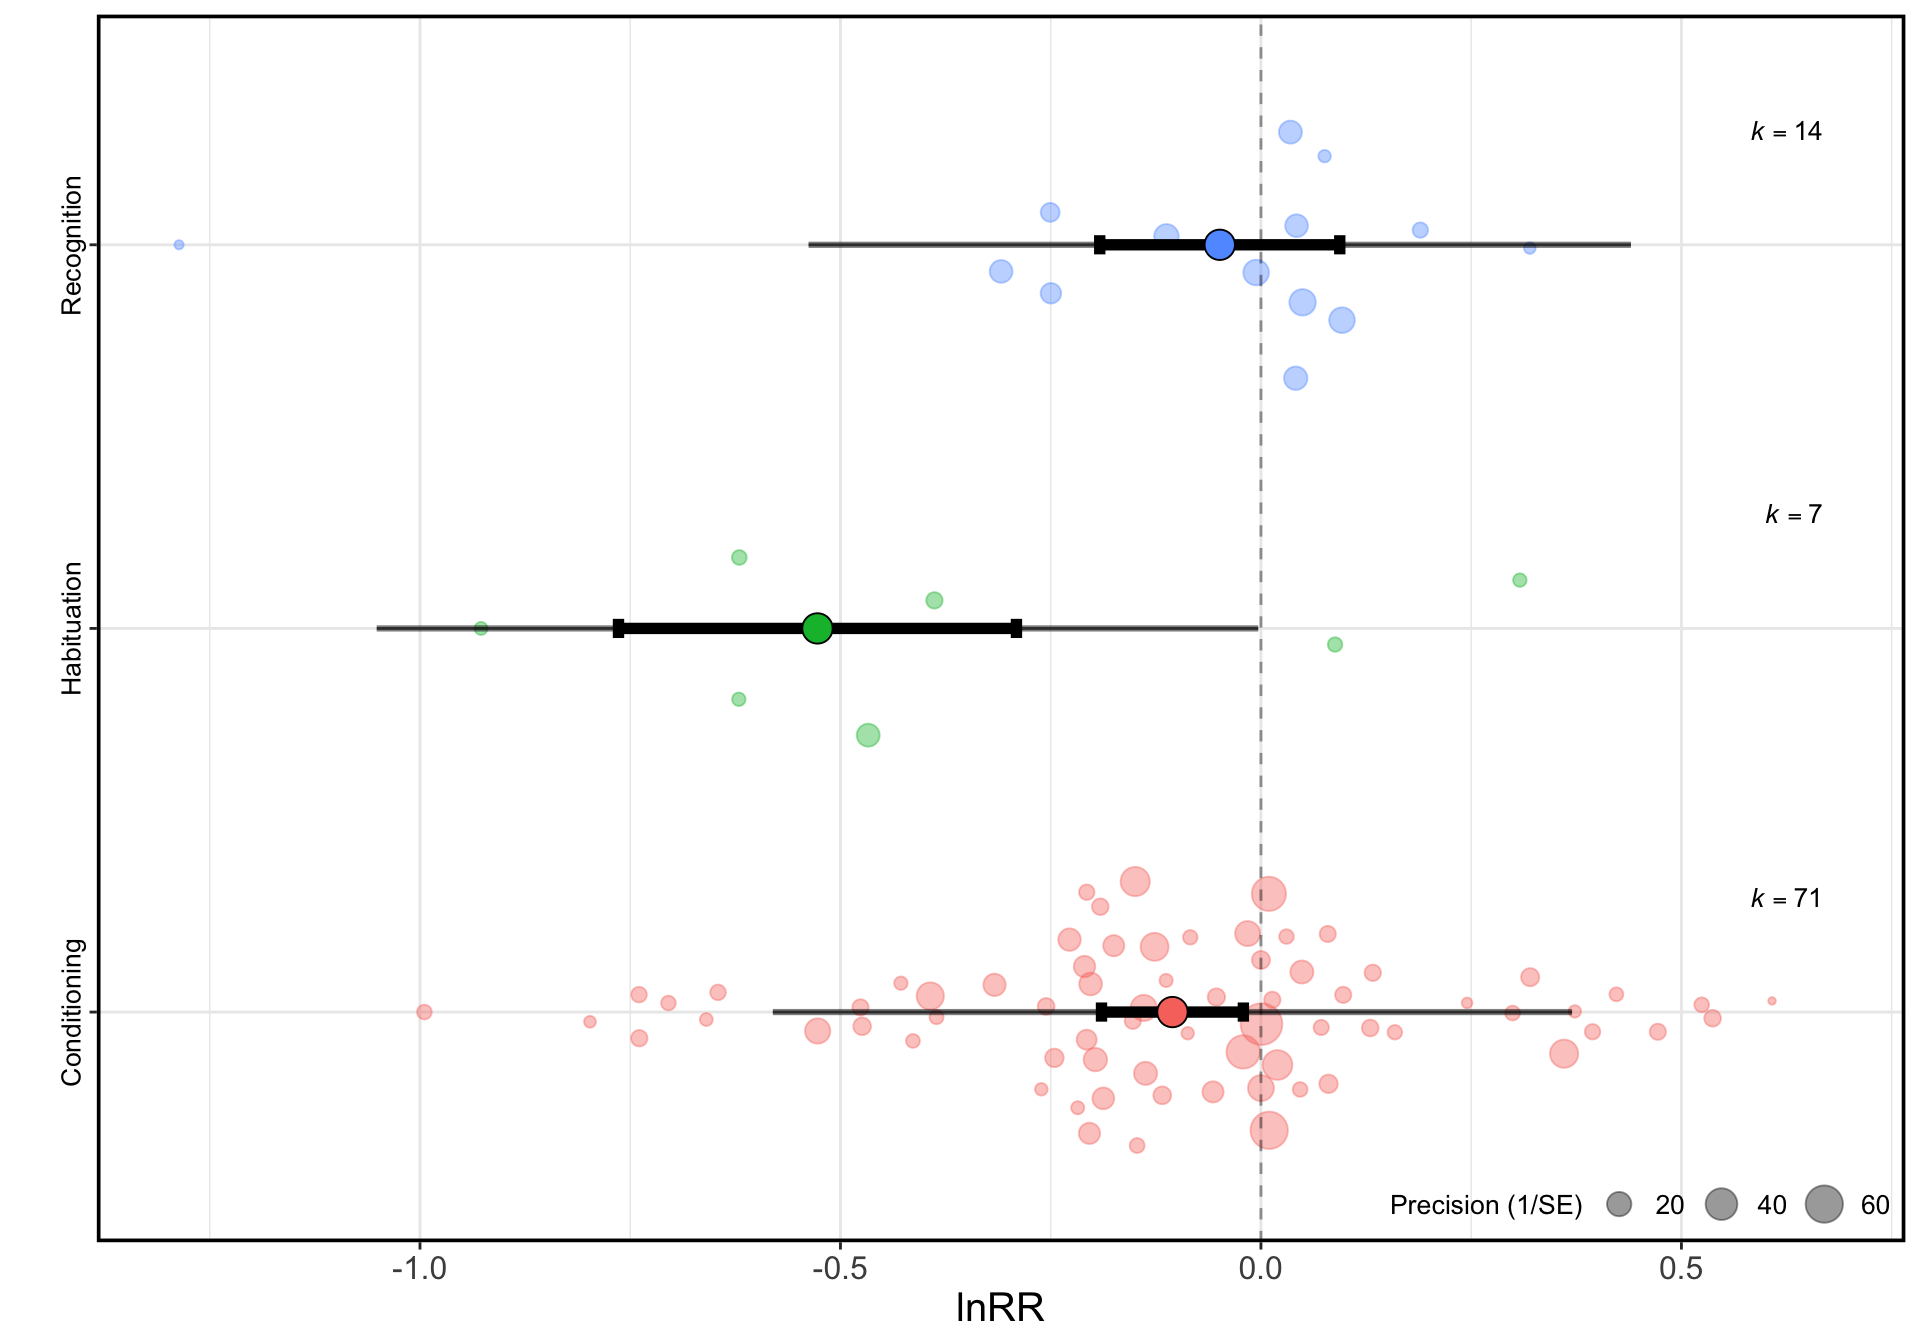 k = 14
Recognition
k = 7
Habituation
k = 71
Conditioning
Precision (1/SE) 20 40 60
-1.0 -0.5 0.0 0.5
lnRR